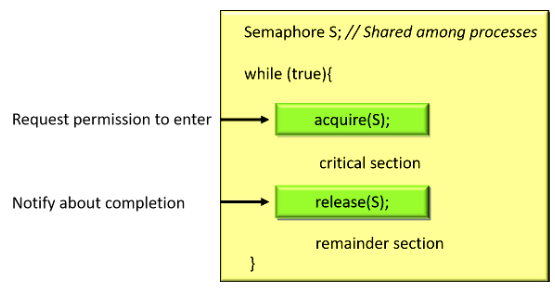 Semaphore S; // Shared among processes
while (true){
Request permission to enter
acquire(S);
critical section
Notify about completion
release(S);
remainder section
}